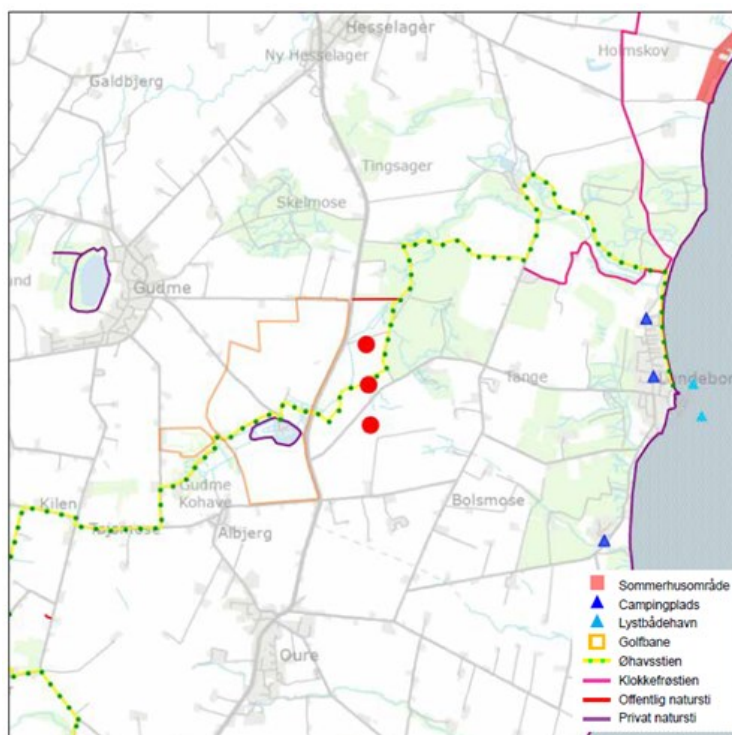 Hesselager
Ny Hesselager
Holmskov
Galdbjerg
Tingsager
Skelmose
Gudme
Tange
Lundeborg
Gudme
Kohave
Bolsmose
Kilen
Albjerg
Oure
Sommerhusområde
Campingplads
Lystbådehavn
Golfbane
Øhavsstien
Klokkefrøstien
Offentlig natursti
Privat natursti